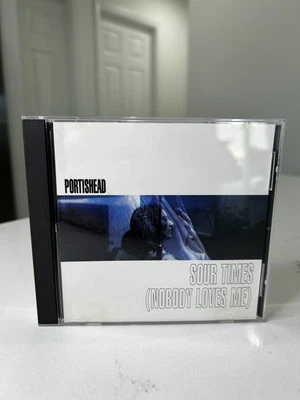 PORTISHEAD
SOUR TIMES
(NOBODY LOVES ME)